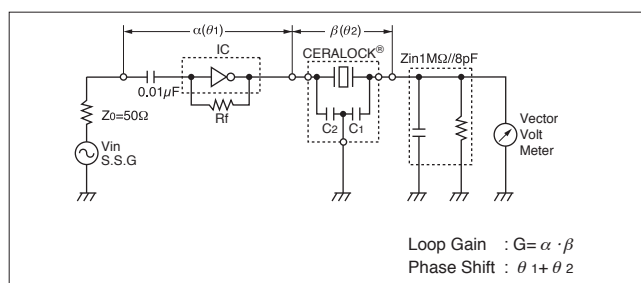 α(θ1)
β(θ2)
IC
CERALOCK®
Zin1MΩ//8pF
0.01μF
Rf
Z0=50Ω
C2
C1
Vector
Volt
Meter
Vin
S.S.G
Loop Gain : G= α · β
Phase Shift : θ 1+ θ 2